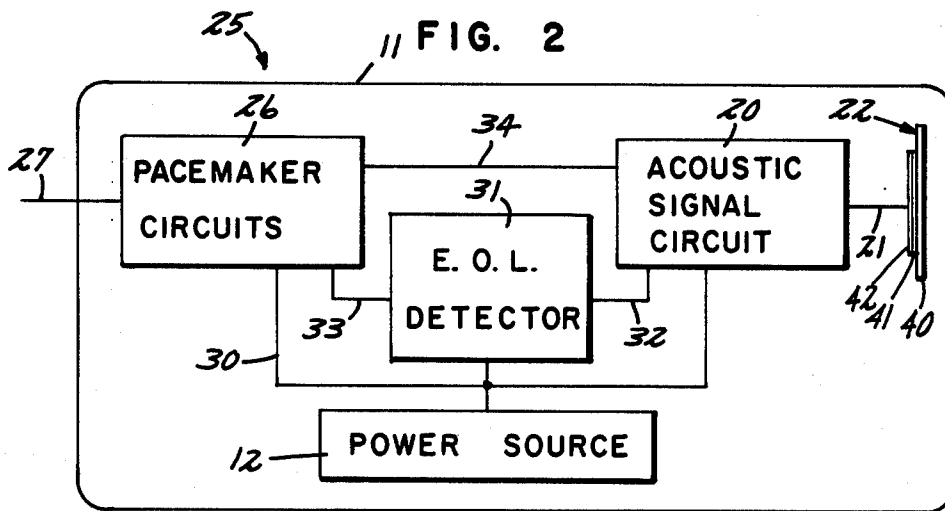 25
11
FIG. 2
26
34
20
22
27
PACEMAKER
CIRCUITS
31
ACOUSTIC
SIGNAL
CIRCUIT
21
E. O. L.
DETECTOR
33
32
42
41
40
30
12
POWER SOURCE